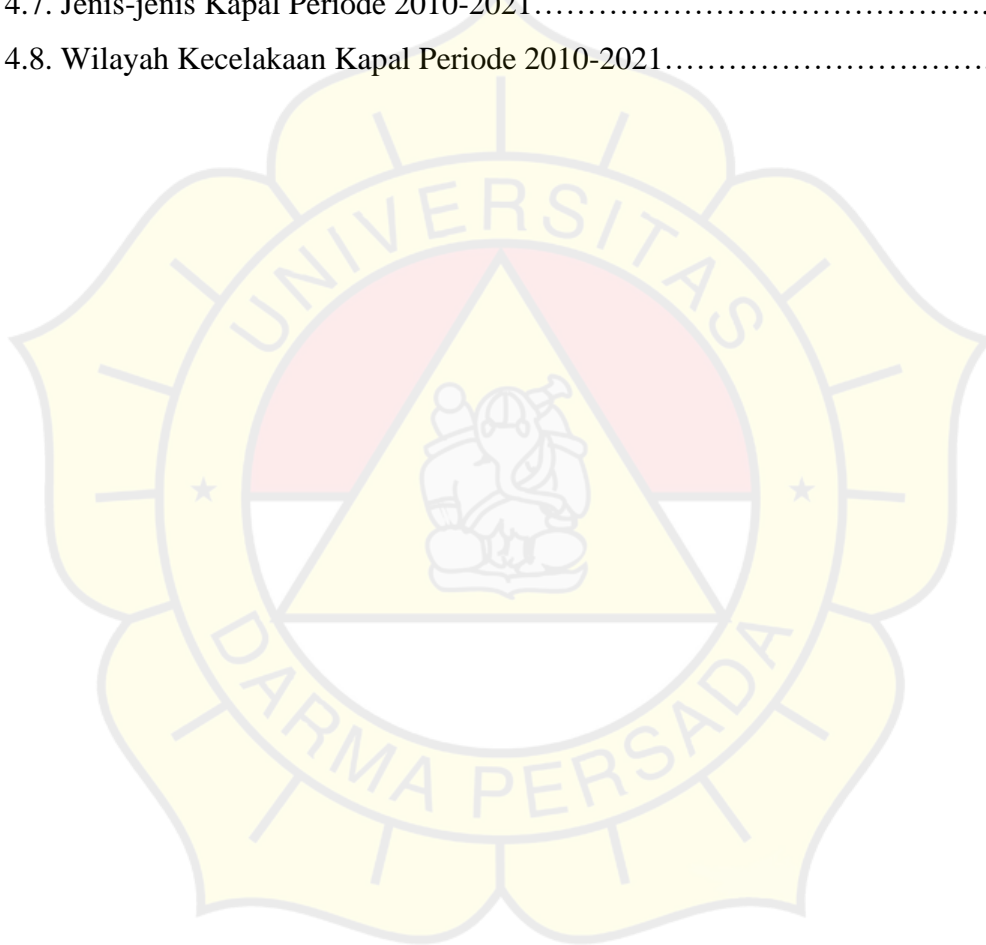 4.7. Jenis-jenis Kapal Periode 2010-2021……………………………………
4.8. Wilayah Kecelakaan Kapal Periode 2010-2021…………………………
UNIVERSITAS
DARMA PERSADA